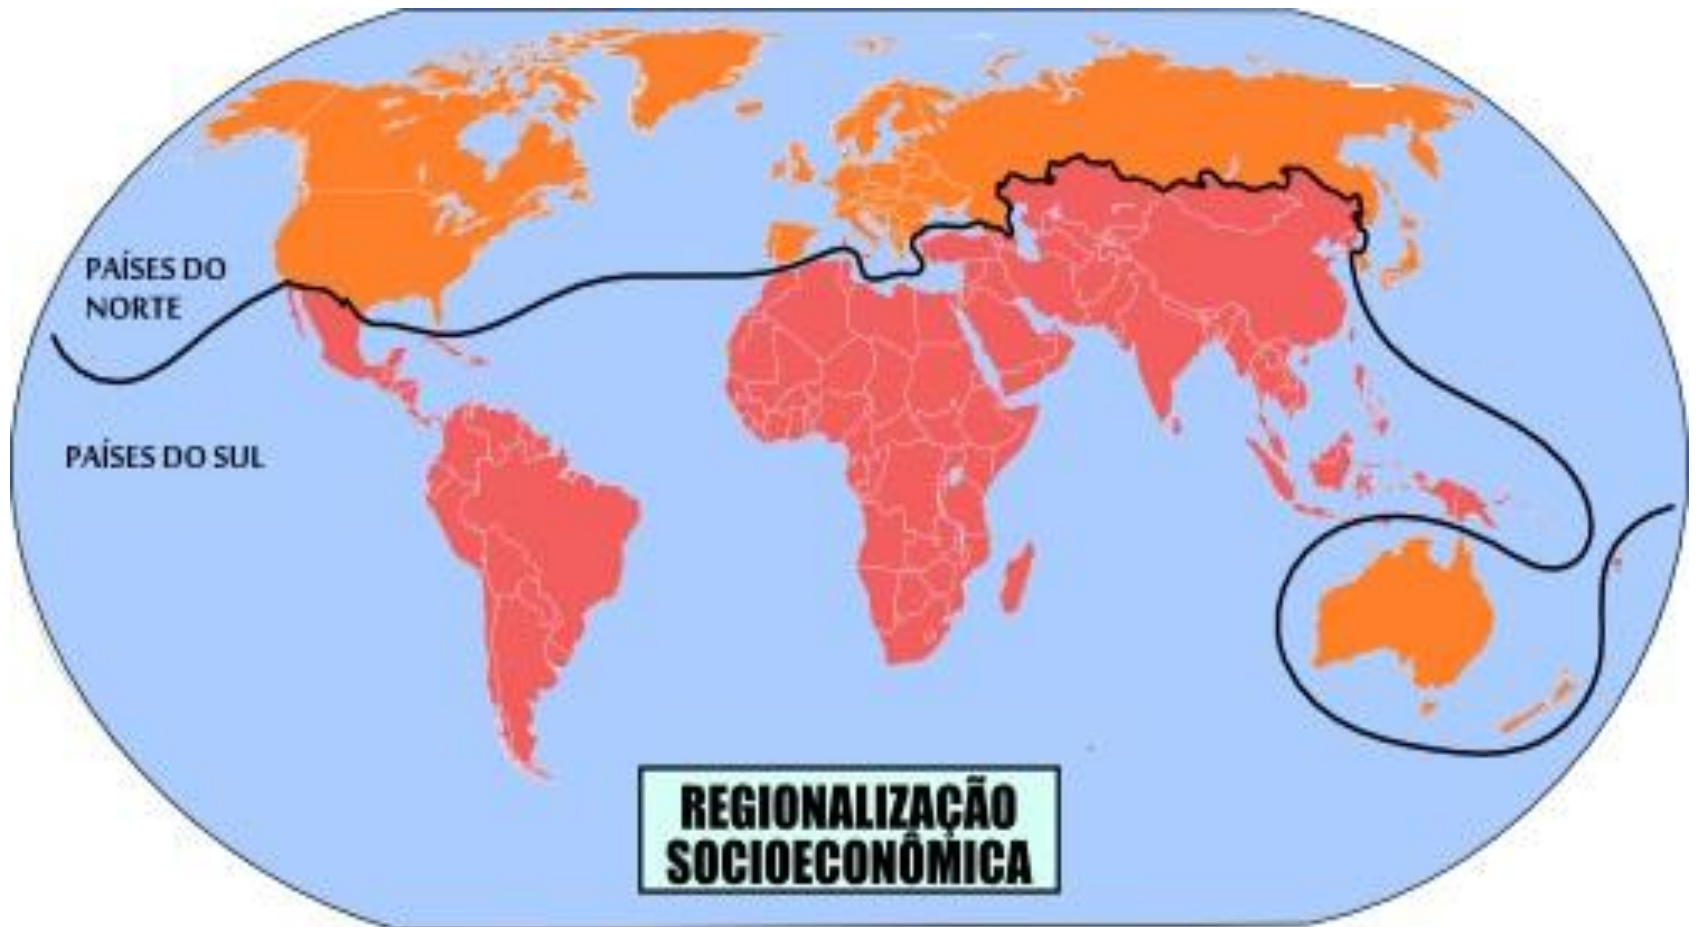 PAÍSES DO
NORTE
PAÍSES DO SUL
REGIONALIZAÇÃO
SOCIOECONÔMICA